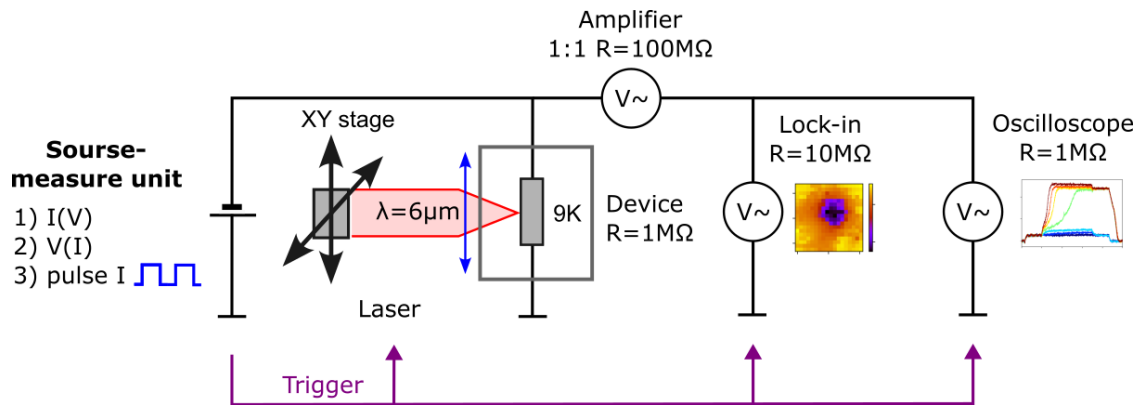 Amplifier
1:1 R=100MΩ
V~
XY stage
Sourse-
measure unit
1) I(V)
2) V(I)
3) pulse I
λ=6μm
9K
Device
R=1MΩ
Laser
Lock-in
R=10MΩ
V~
Oscilloscope
R=1MΩ
V~
Trigger